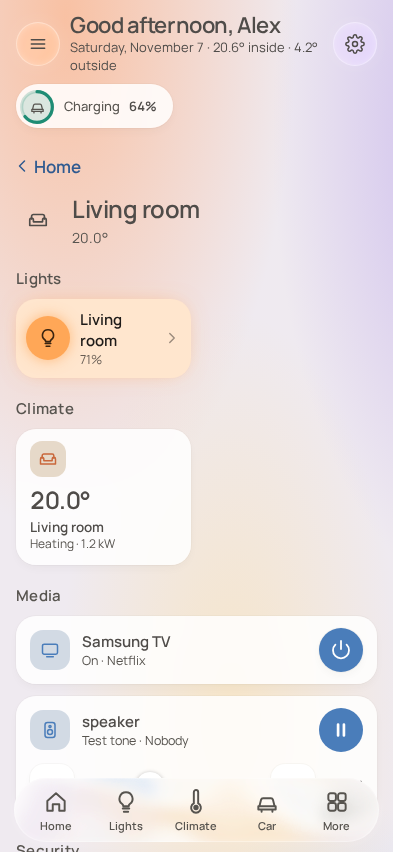 Good afternoon, Alex
Saturday, November 7 · 20.6° inside · 4.2°
outside
Charging 64%
Home
Living room
20.0°
Lights
Living
room
71%
Climate
20.0°
Living room
Heating · 1.2 kW
Media
Samsung TV
On · Netflix
speaker
Test tone · Nobody
Home Lights Climate Car More
Security